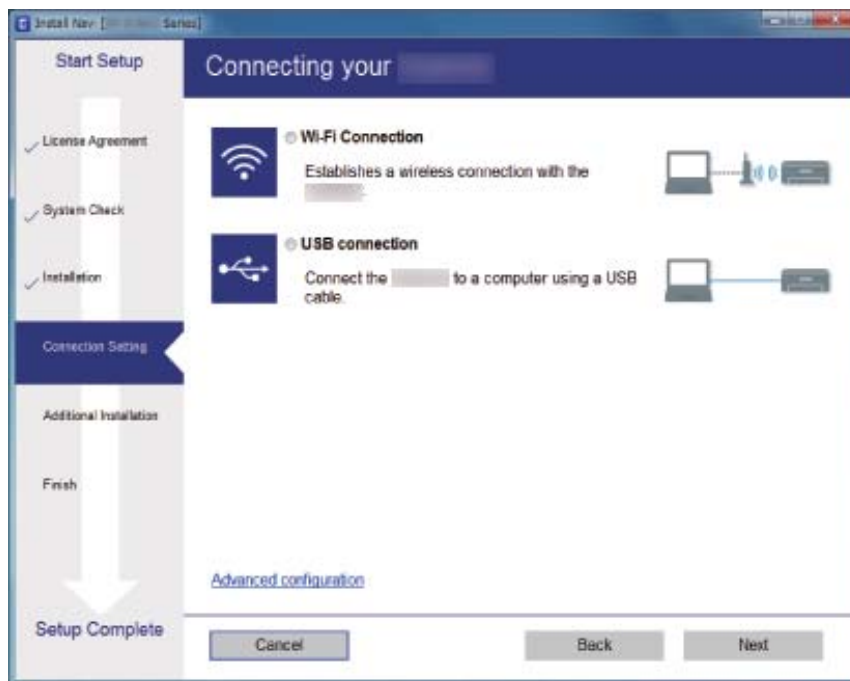 Install Navi [ Series]
Start Setup
Connecting your
License Agreement
System Check
Installation
Connection Setting
Additional Installation
Finish
Setup Complete
Wi-Fi Connection
Establishes a wireless connection with the
.
USB connection
Connect the to a computer using a USB
cable.
Advanced configuration
Cancel
Back
Next